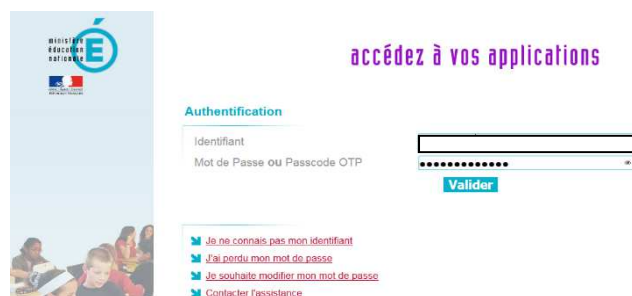 ministère
éducation
nationale
É
accédez à vos applications
Authentification
Identifiant
Mot de Passe ou Passcode OTP
Valider
Je ne connais pas mon identifiant
J'ai perdu mon mot de passe
Je souhaite modifier mon mot de passe
Contacter l'assistance